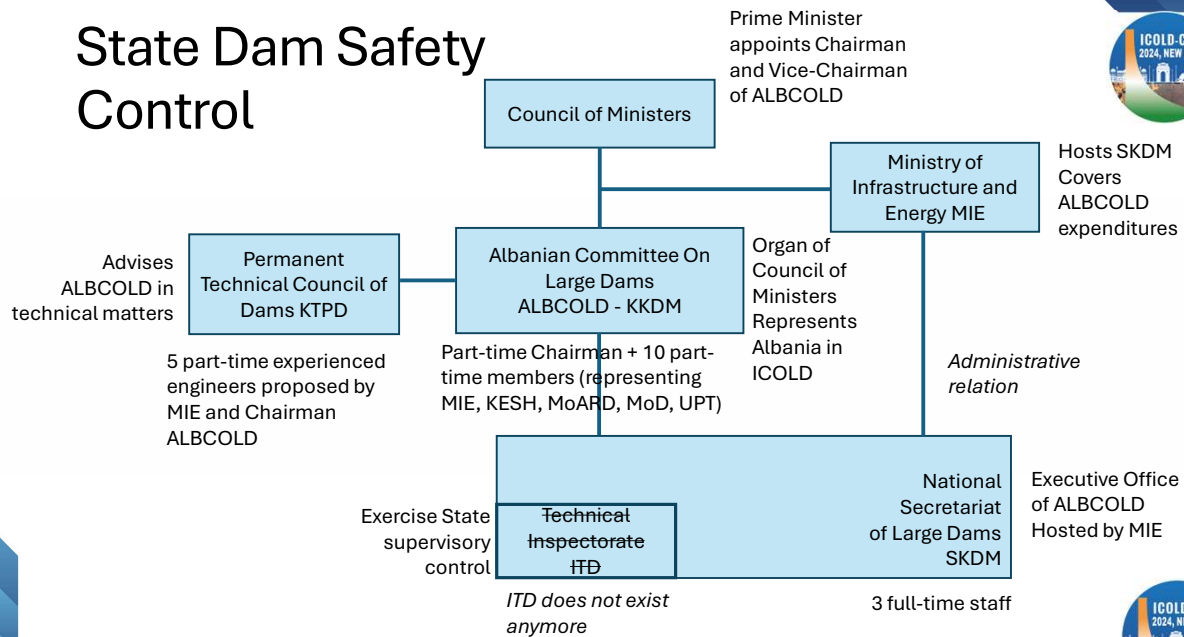 State Dam Safety
Control
Prime Minister
appoints Chairman
and Vice-Chairman
of ALBCOLD
ICOLD-C
2024, NEW
Council of Ministers
Ministry of
Infrastructure and
Energy MIE
Hosts SKDM
Covers
ALBCOLD
expenditures
Advises
ALBCOLD in
technical matters
Permanent
Technical Council of
Dams KTPD
Albanian Committee On
Large Dams
ALBCOLD - KKDM
Organ of
Council of
Ministers
Represents
Albania in
ICOLD
5 part-time experienced
engineers proposed by
MIE and Chairman
ALBCOLD
Part-time Chairman + 10 part-
time members (representing
MIE, KESH, MoARD, MoD, UPT)
Administrative
relation
Exercise State
supervisory
control
Technical
Inspectorate
ITD
National
Secretariat
of Large Dams
SKDM
Executive Office
of ALBCOLD
Hosted by MIE
ITD does not exist
anymore
3 full-time staff
ICOLD
2024, N